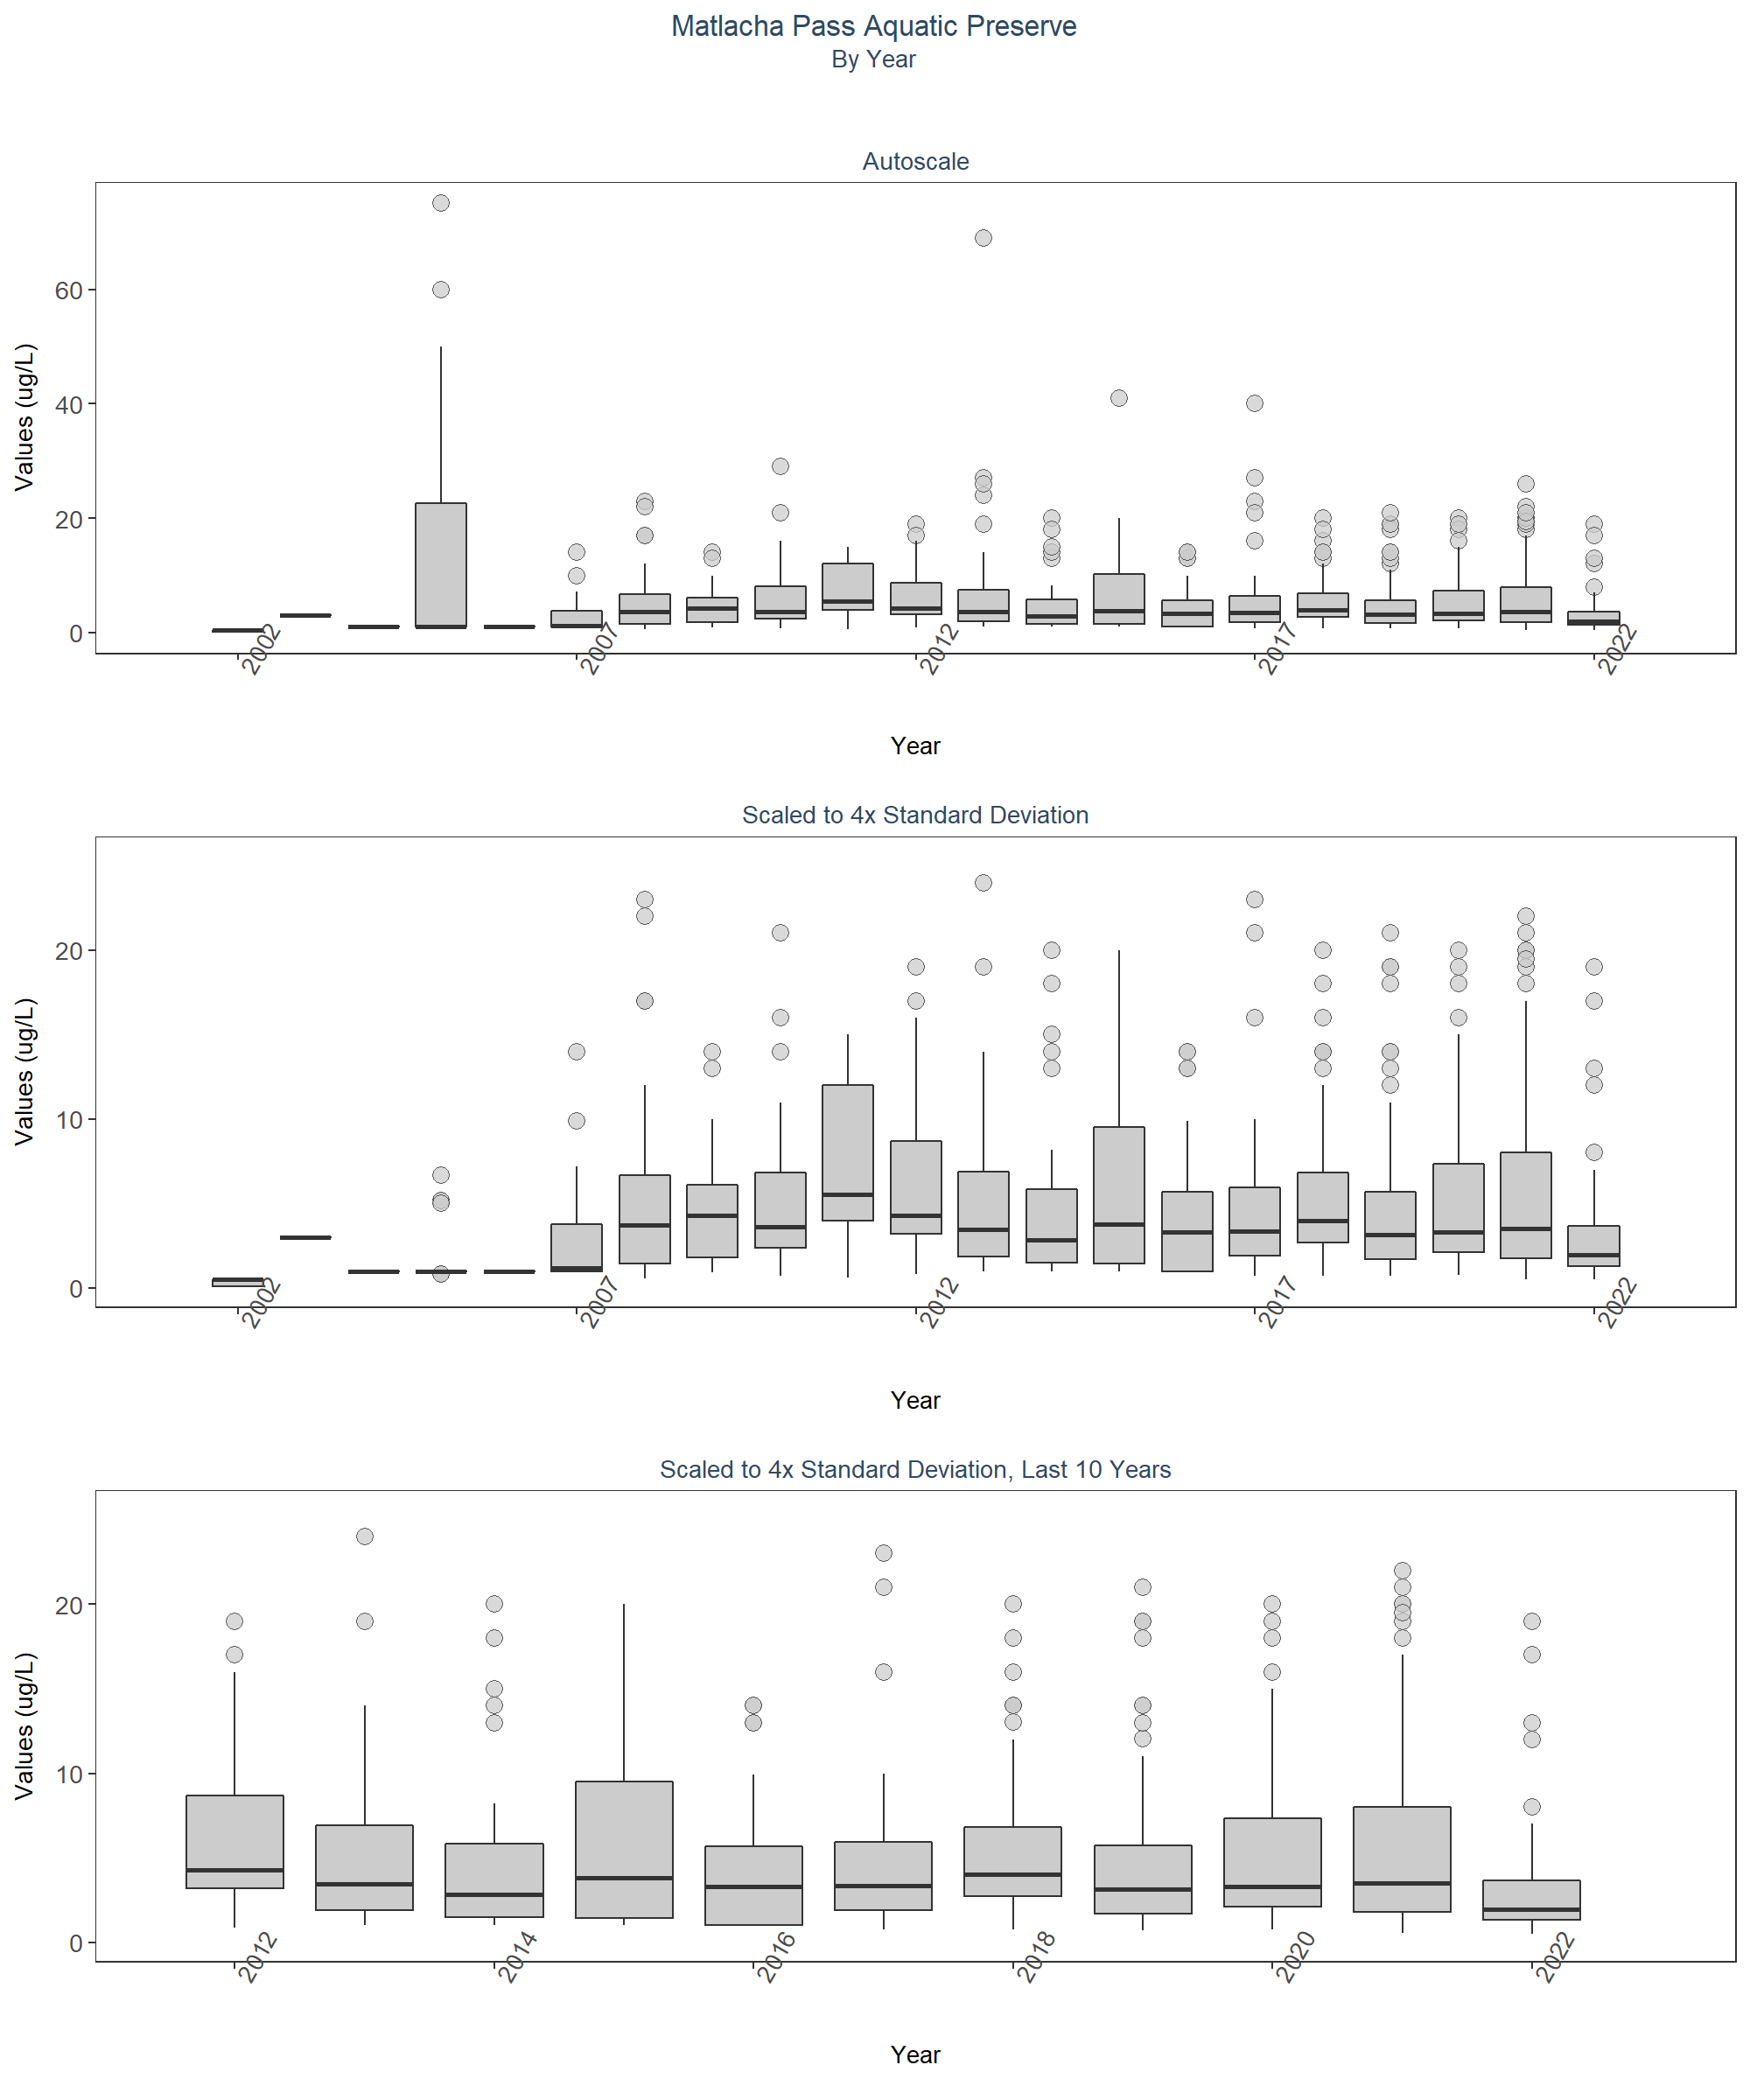 Matlacha Pass Aquatic Preserve
By Year
Autoscale
Values (ug/L)
60
40
20
0
2002
2007
2012
2017
2022
Year
Scaled to 4x Standard Deviation
Values (ug/L)
20
10
0
2002
2007
2012
2017
2022
Year
Scaled to 4x Standard Deviation, Last 10 Years
Values (ug/L)
20
10
0
2012
2014
2016
2018
2020
2022
Year